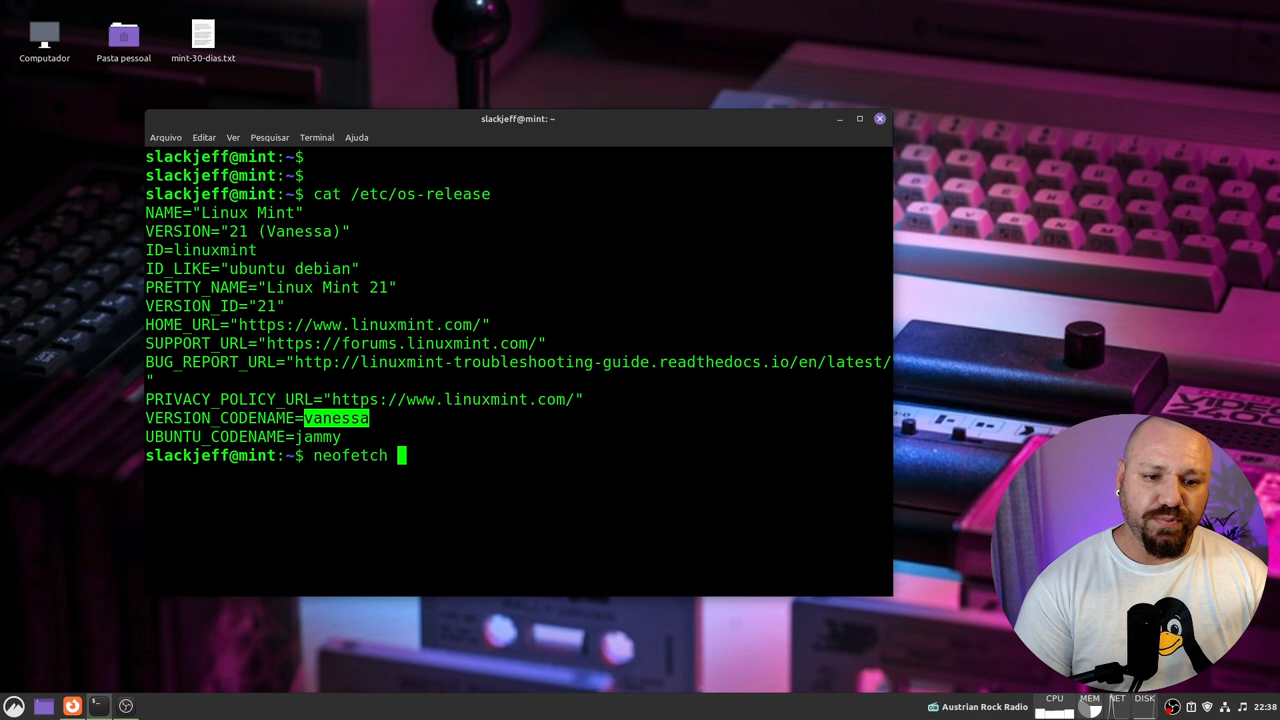 Computador
Pasta pessoal
mint-30-dias.txt
slackjeff@mint: ~
Arquivo Editar Ver Pesquisar Terminal Ajuda
slackjeff@mint:~$
slackjeff@mint:~$
slackjeff@mint:~$ cat /etc/os-release
NAME="Linux Mint"
VERSION="21 (Vanessa)"
ID=linuxmint
ID_LIKE="ubuntu debian"
PRETTY_NAME="Linux Mint 21"
VERSION_ID="21"
HOME_URL="https://www.linuxmint.com/"
SUPPORT_URL="https://forums.linuxmint.com/"
BUG_REPORT_URL="http://linuxmint-troubleshooting-guide.readthedocs.io/en/latest/
"
PRIVACY_POLICY_URL="https://www.linuxmint.com/"
VERSION_CODENAME=vanessa
UBUNTU_CODENAME=jammy
slackjeff@mint:~$ neofetch
Austrian Rock Radio CPU MEM NET DISK 22:38